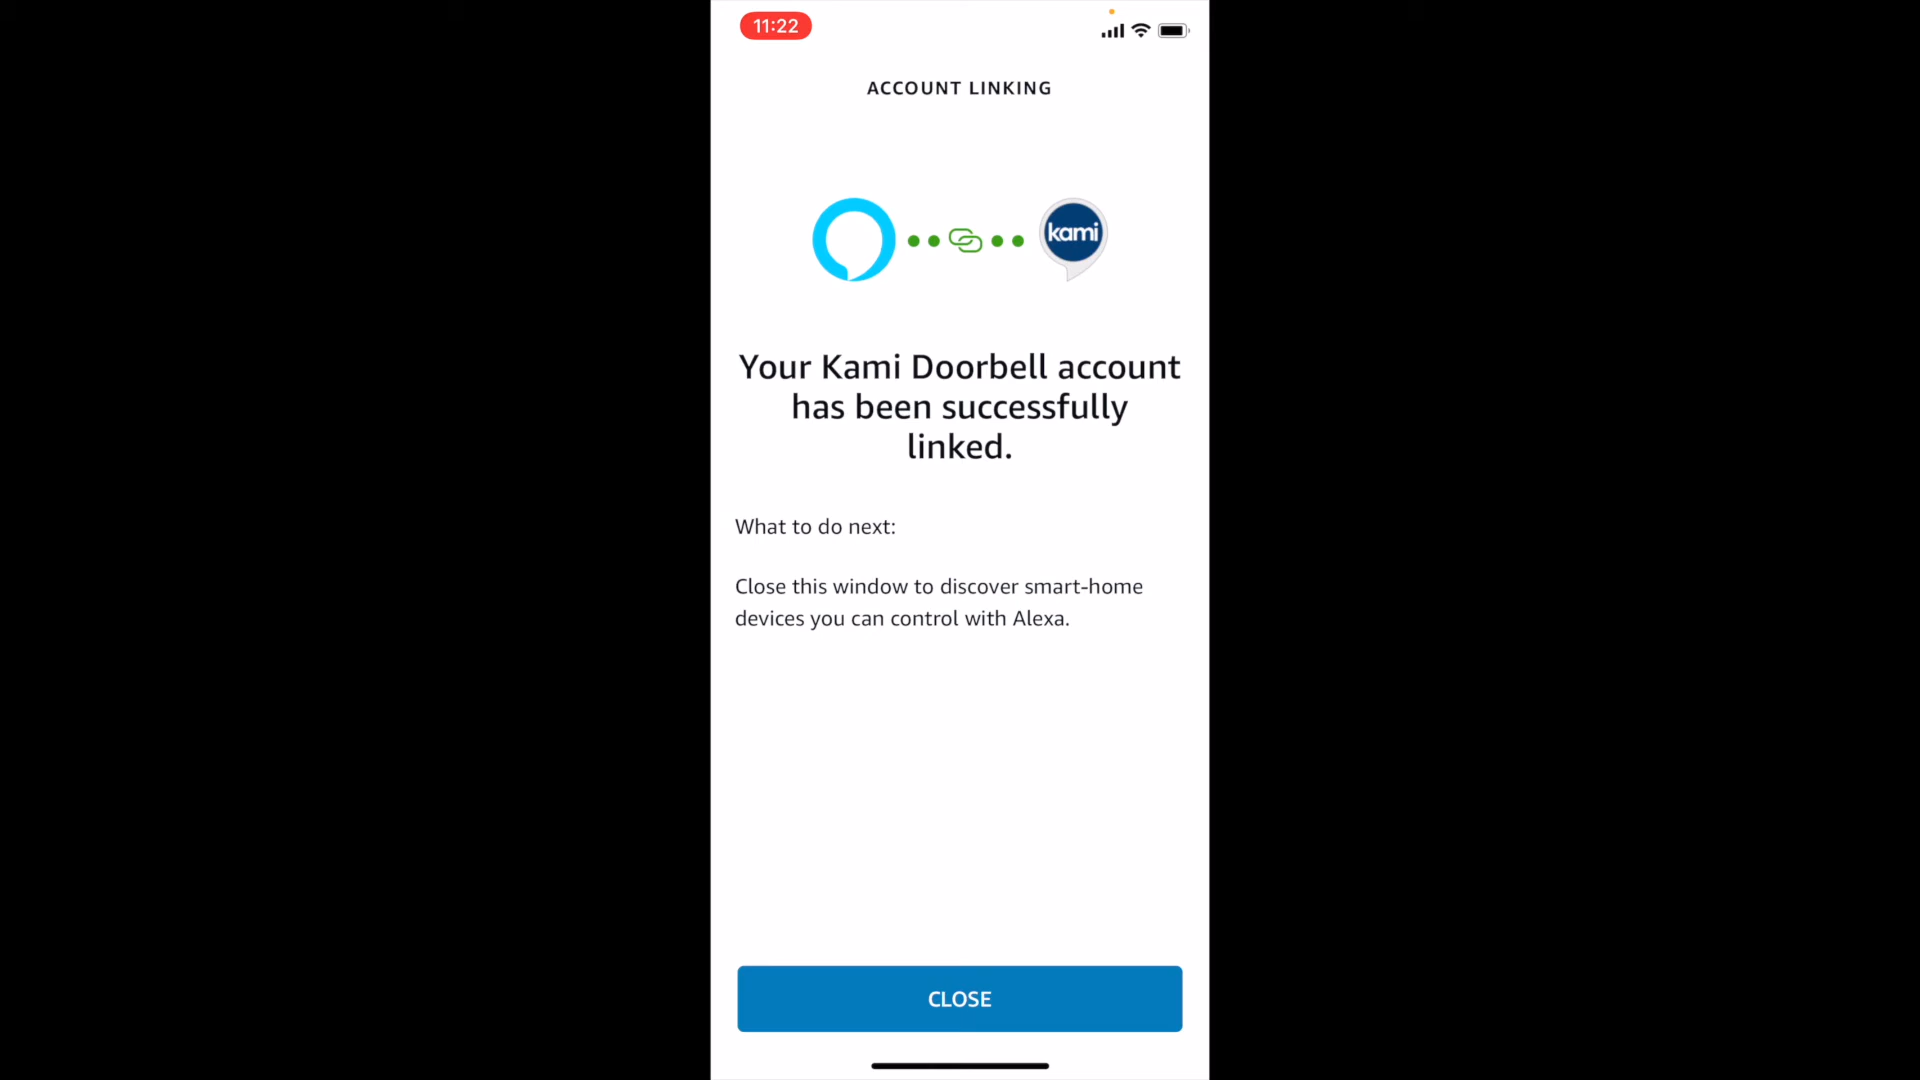 11:22
ACCOUNT LINKING
kami
Your Kami Doorbell account
has been successfully
linked.
What to do next:
Close this window to discover smart-home
devices you can control with Alexa.
CLOSE